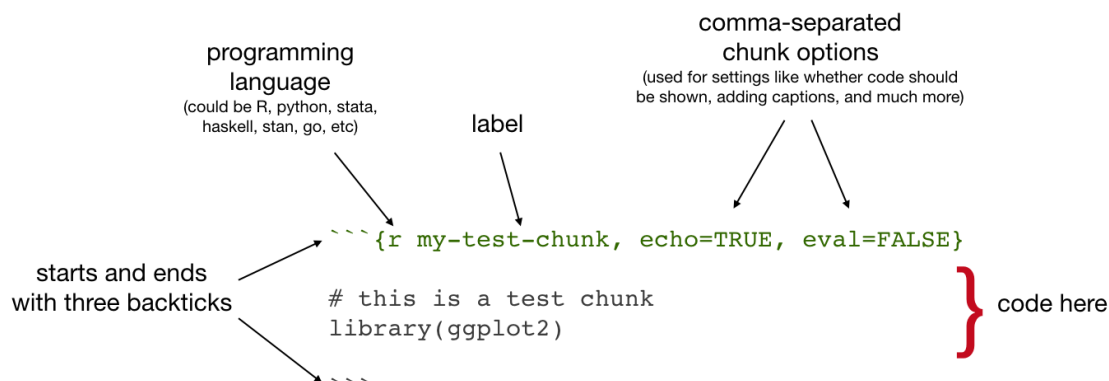 programming
language
(could be R, python, stata,
haskell, stan, go, etc)
label
comma-separated
chunk options
(used for settings like whether code should
be shown, adding captions, and much more)
starts and ends
with three backticks
```{r my-test-chunk, echo=TRUE, eval=FALSE}
# this is a test chunk
library(ggplot2)
```
} code here